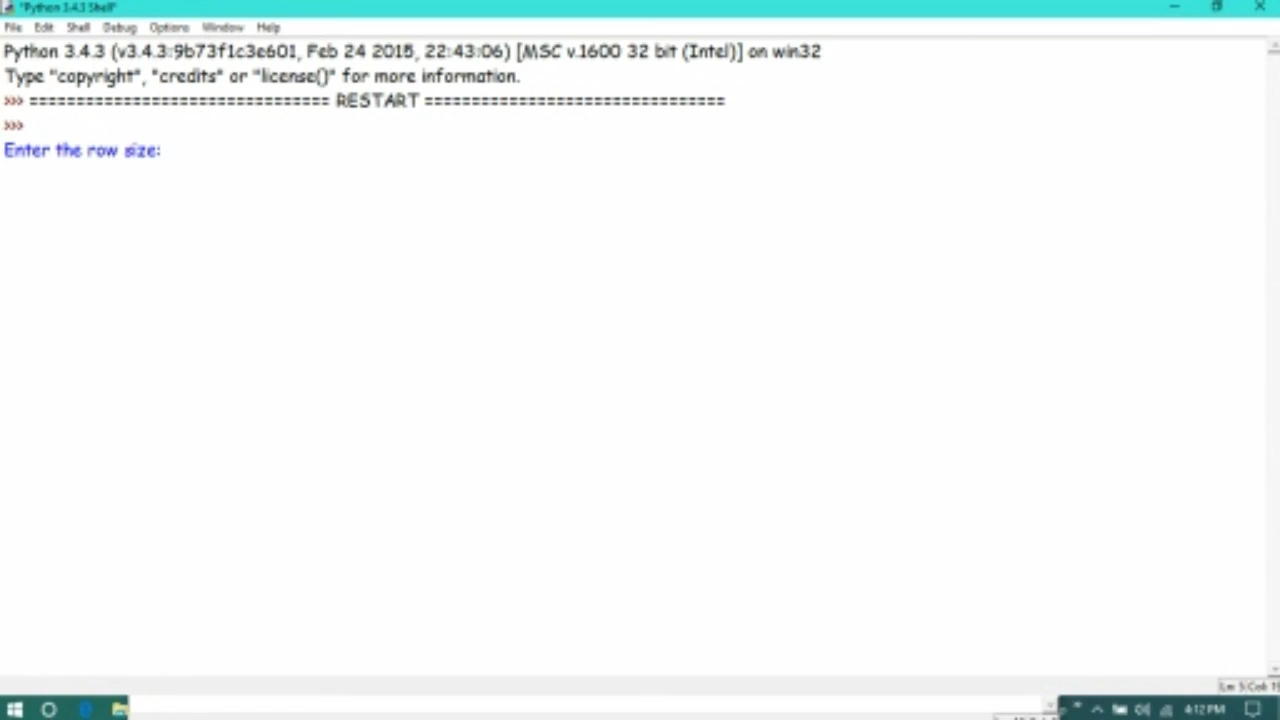 *Python 3.4.3 Shell*
File Edit Shell Debug Options Window Help
Python 3.4.3 (v3.4.3:9b73f1c3e601, Feb 24 2015, 22:43:06) [MSC v.1600 32 bit (Intel)] on win32
Type "copyright", "credits" or "license()" for more information.
>>> ================================ RESTART ================================
>>>
Enter the row size:
4:12 PM